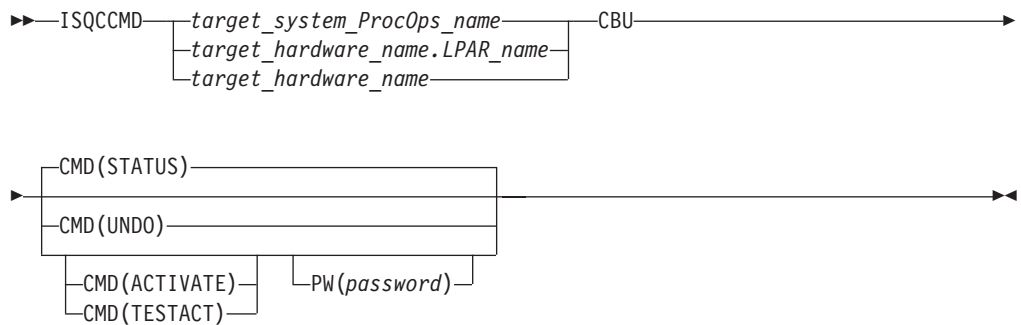 ISQCCMD target_system_ProcOps_name CBU
target_hardware_name.LPAR_name
target_hardware_name
CMD(STATUS)
CMD(UNDO)
CMD(ACTIVATE) PW(password)
CMD(TESTACT)